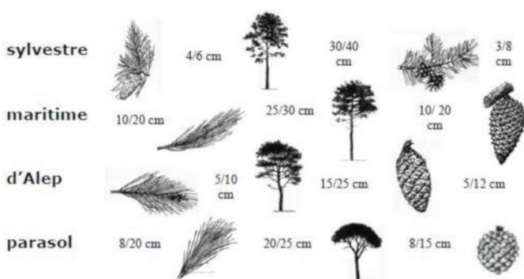 sylvestre 4/6 cm 30/40 cm 3/8 cm
maritime 10/20 cm 25/30 cm 10/ 20 cm
d'Alep 5/10 cm 15/25 cm 5/12 cm
parasol 8/20 cm 20/25 cm 8/15 cm